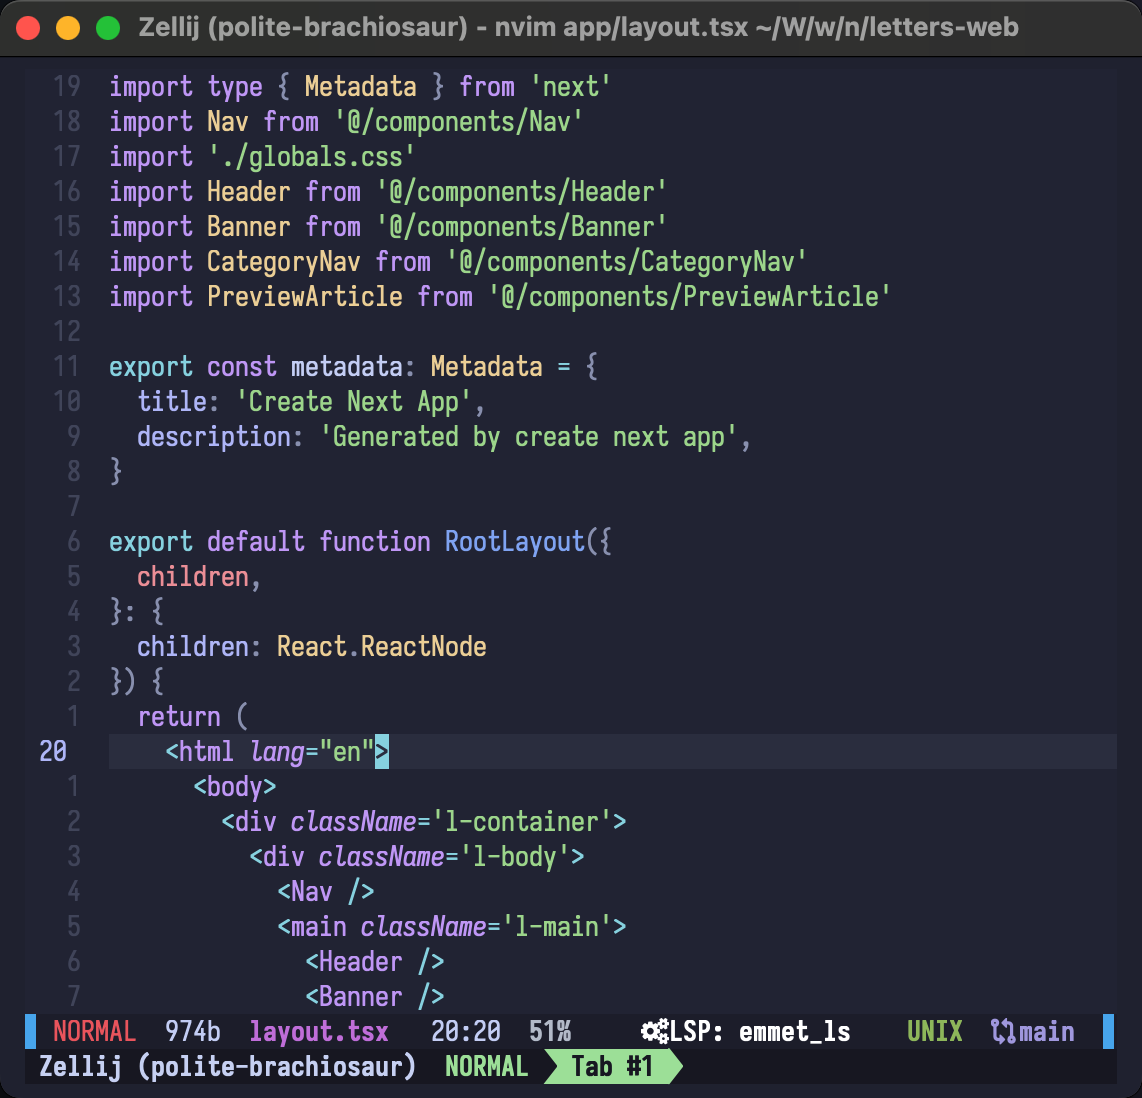 Zellij (polite-brachiosaur) - nvim app/layout.tsx ~/W/w/n/letters-web
19 import type { Metadata } from 'next'
18 import Nav from '@/components/Nav'
17 import './globals.css'
16 import Header from '@/components/Header'
15 import Banner from '@/components/Banner'
14 import CategoryNav from '@/components/CategoryNav'
13 import PreviewArticle from '@/components/PreviewArticle'
12
11 export const metadata: Metadata = {
10   title: 'Create Next App',
9   description: 'Generated by create next app',
8 }
7
6 export default function RootLayout({
5   children,
4 }: {
3   children: React.ReactNode
2 }) {
1   return (
20     <html lang="en">
1       <body>
2         <div className='l-container'>
3           <div className='l-body'>
4             <Nav />
5             <main className='l-main'>
6               <Header />
7               <Banner />
NORMAL 974b layout.tsx 20:20 51% LSP: emmet_ls UNIX main
Zellij (polite-brachiosaur) NORMAL Tab #1